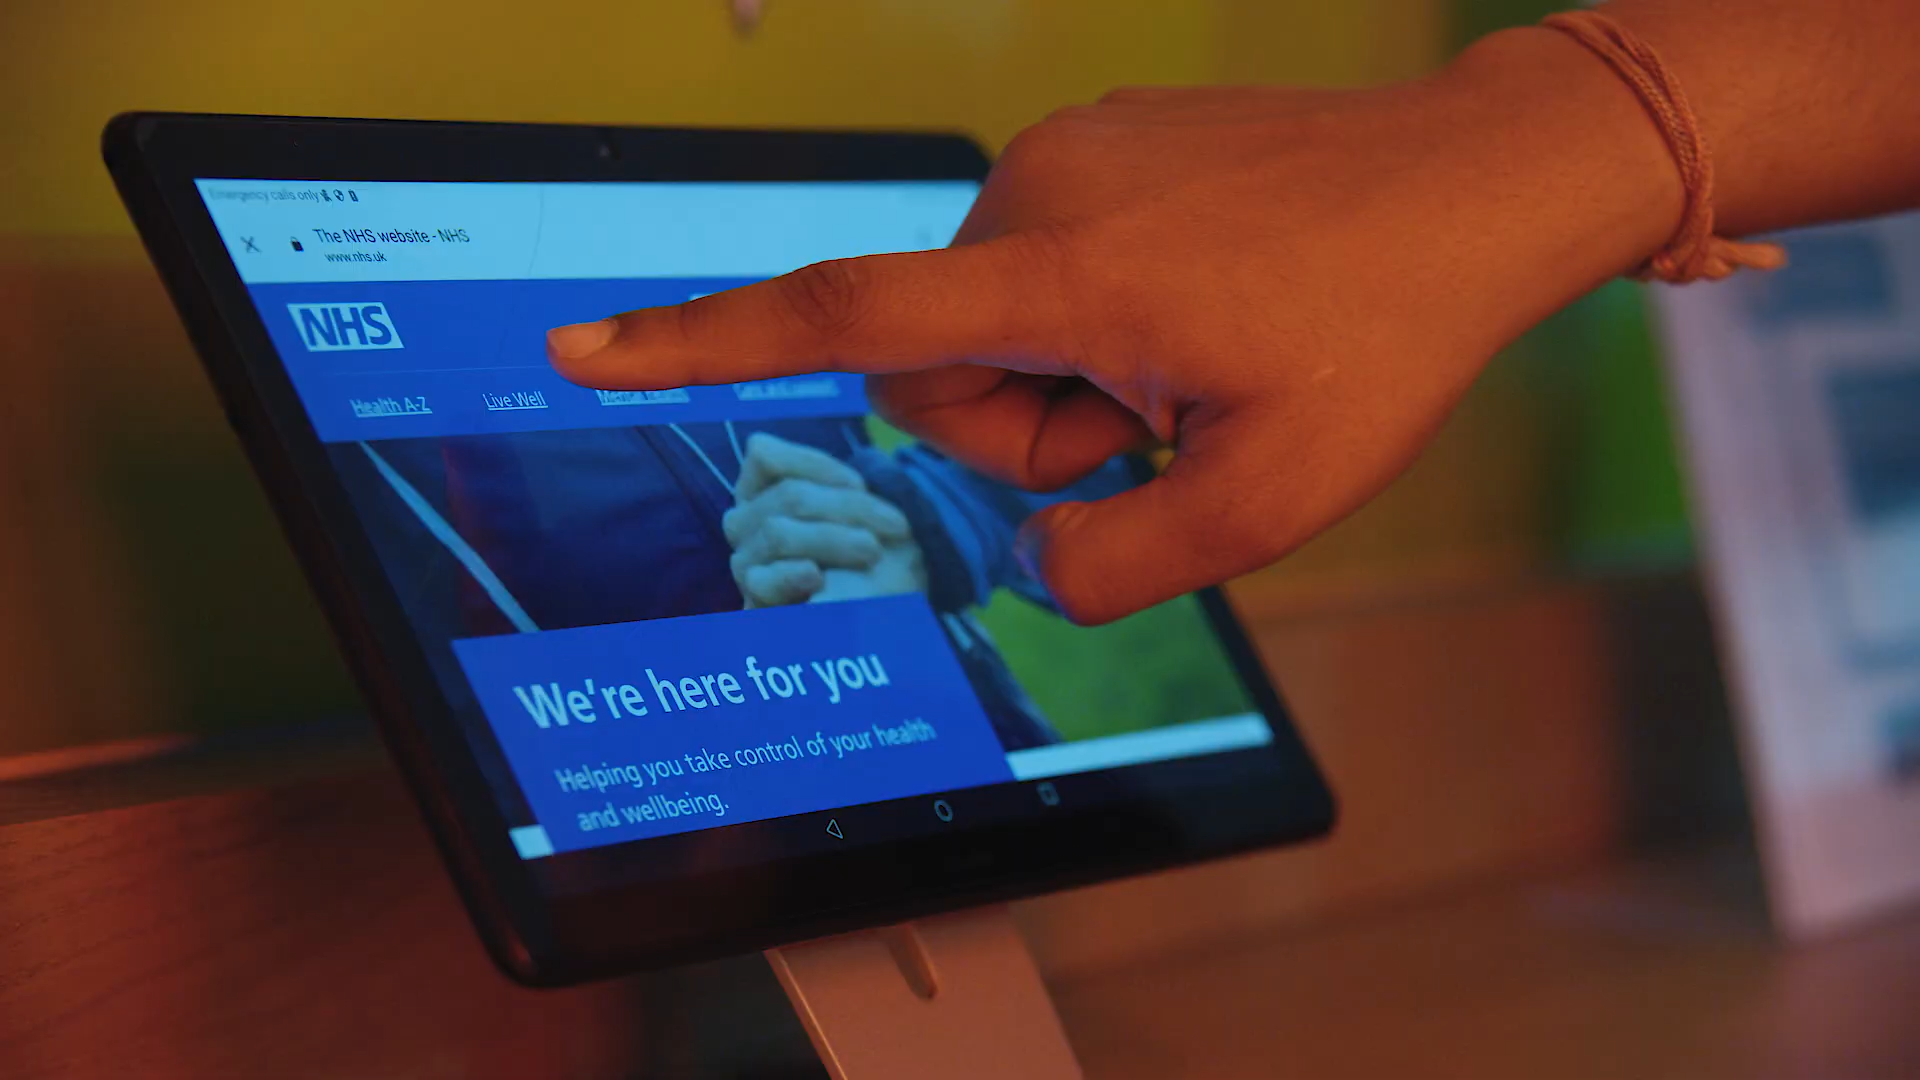 Emergency calls only
The NHS website - NHS
www.nhs.uk
NHS
Health A-Z Live Well
We're here for you
Helping you take control of your health
and wellbeing.